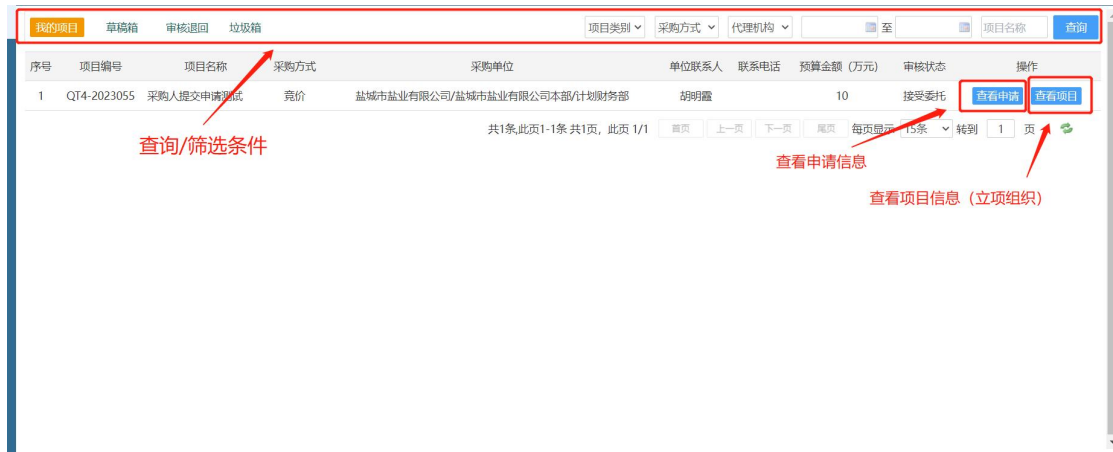 我的项目 草稿箱 审核退回 垃圾箱 项目类别 采购方式 代理机构 至 项目名称 查询
序号 项目编号 项目名称 采购方式 采购单位 单位联系人 联系电话 预算金额（万元） 审核状态 操作
1 QT4-2023055 采购人提交申请测试 竞价 盐城市盐业有限公司/盐城市盐业有限公司本部/计划财务部 胡明霞 10 接受委托 查看申请 查看项目
共1条,此页1-1条 共1页，此页 1/1 首页 上一页 下一页 尾页 每页显示 15条 转到 1 页
查询/筛选条件
查看申请信息
查看项目信息（立项组织）